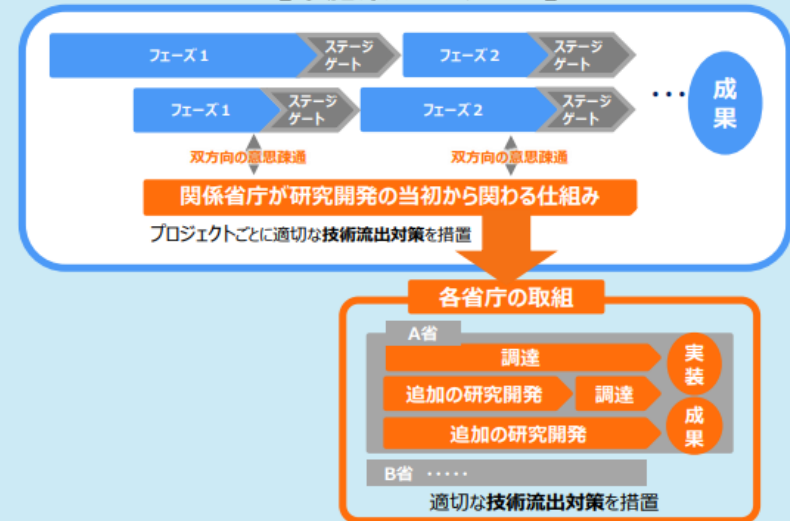 フェーズ1
ステージ
ゲート
フェーズ2
ステージ
ゲート
フェーズ1
ステージ
ゲート
フェーズ2
ステージ
ゲート
・・・
成
果
双方向の意思疎通
双方向の意思疎通
関係省庁が研究開発の当初から関わる仕組み
プロジェクトごとに適切な技術流出対策を措置
各省庁の取組
A省
調達
追加の研究開発
調達
追加の研究開発
実
装
成
果
B省 ・・・・・
適切な技術流出対策を措置